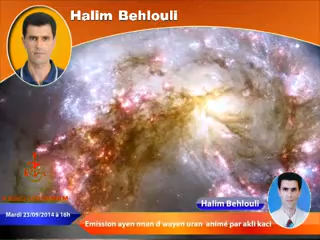 Halim Behlouli
Halim Behlouli
Mardi 23/09/2014 à 16h
Emission ayen nnan d wayen uran animé par akli kaci